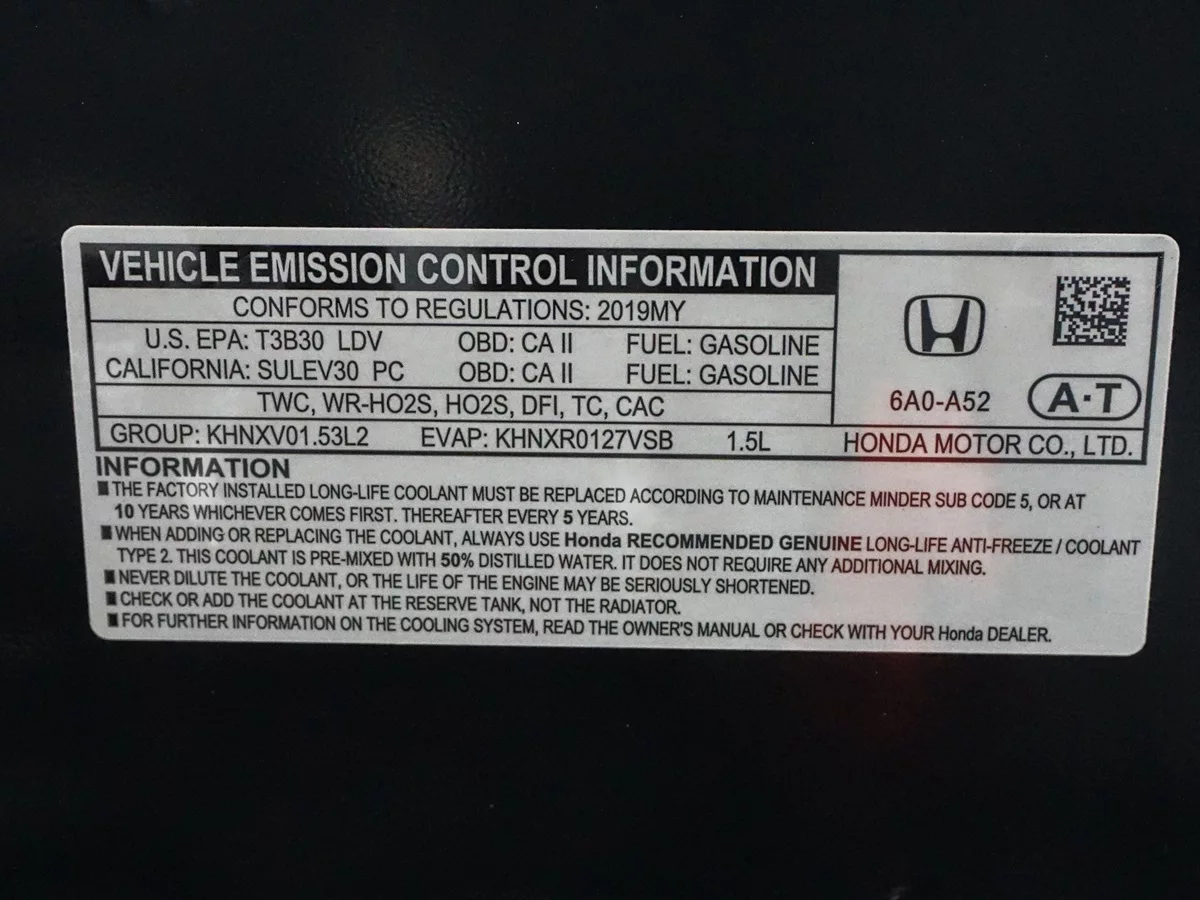 VEHICLE EMISSION CONTROL INFORMATION
CONFORMS TO REGULATIONS: 2019MY
U.S. EPA: T3B30 LDV OBD: CA II FUEL: GASOLINE
CALIFORNIA: SULEV30 PC OBD: CA II FUEL: GASOLINE
TWC, WR-HO2S, HO2S, DFI, TC, CAC
6A0-A52 A·T
GROUP: KHNXV01.53L2 EVAP: KHNXR0127VSB 1.5L HONDA MOTOR CO., LTD.
INFORMATION
■ THE FACTORY INSTALLED LONG-LIFE COOLANT MUST BE REPLACED ACCORDING TO MAINTENANCE MINDER SUB CODE 5, OR AT
10 YEARS WHICHEVER COMES FIRST. THEREAFTER EVERY 5 YEARS.
■ WHEN ADDING OR REPLACING THE COOLANT, ALWAYS USE Honda RECOMMENDED GENUINE LONG-LIFE ANTI-FREEZE / COOLANT
TYPE 2. THIS COOLANT IS PRE-MIXED WITH 50% DISTILLED WATER. IT DOES NOT REQUIRE ANY ADDITIONAL MIXING.
■ NEVER DILUTE THE COOLANT, OR THE LIFE OF THE ENGINE MAY BE SERIOUSLY SHORTENED.
■ CHECK OR ADD THE COOLANT AT THE RESERVE TANK, NOT THE RADIATOR.
■ FOR FURTHER INFORMATION ON THE COOLING SYSTEM, READ THE OWNER'S MANUAL OR CHECK WITH YOUR Honda DEALER.